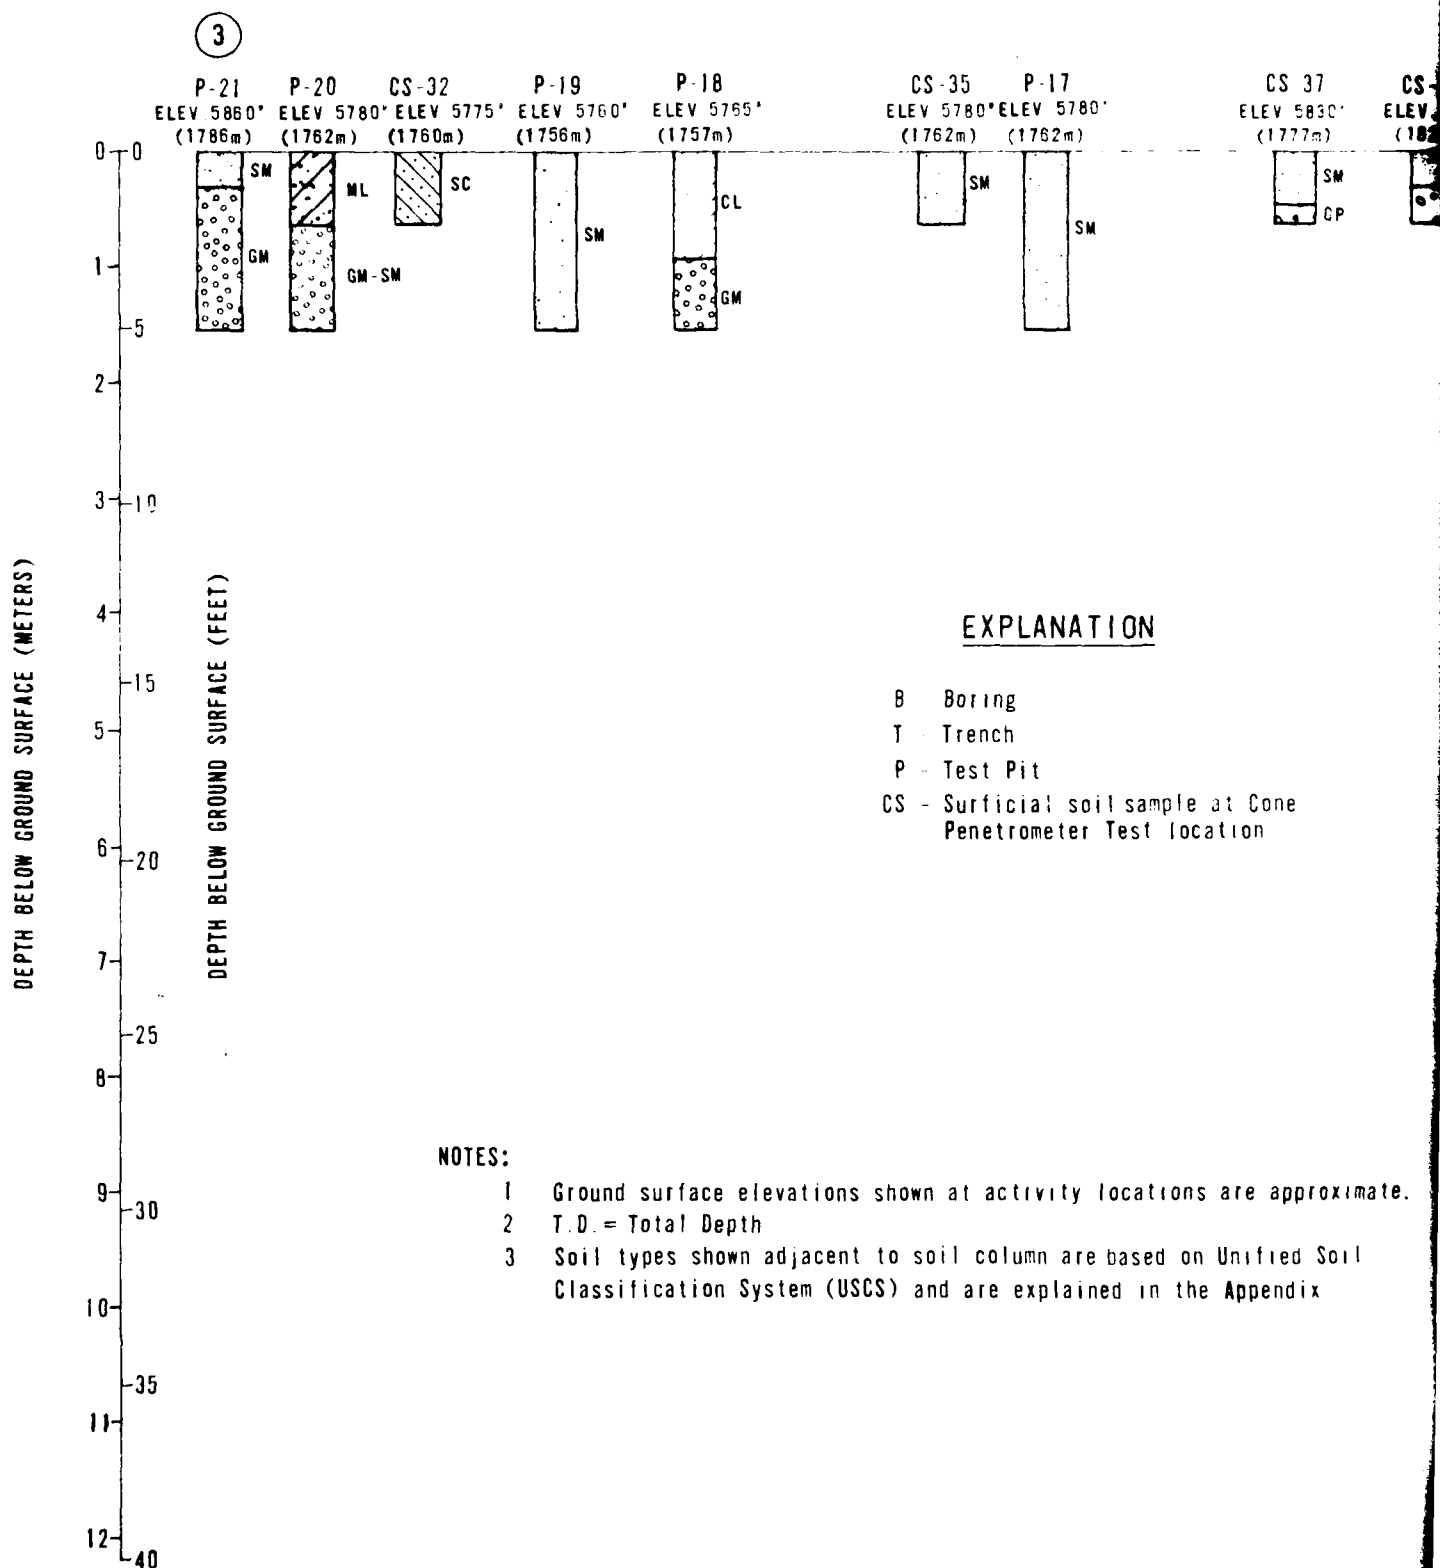 3
P-21 P-20 CS-32 P-19 P-18 CS-35 P-17 CS 37 CS-
ELEV 5860' ELEV 5780' ELEV 5775' ELEV 5760' ELEV 5765' ELEV 5780' ELEV 5780' ELEV 5830' ELEV.
(1786m) (1762m) (1760m) (1756m) (1757m) (1762m) (1762m) (1777m)
0 0
SM
GM
ML
GM-SM
SC
SM
CL
GM
SM
SM
SM
GP
1
5
2
3
10
4
15
5
6
20
7
25
8
9
30
10
35
11
12
40
DEPTH BELOW GROUND SURFACE (METERS)
DEPTH BELOW GROUND SURFACE (FEET)
EXPLANATION
B Boring
T - Trench
P - Test Pit
CS - Surficial soil sample at Cone
Penetrometer Test location
NOTES:
1 Ground surface elevations shown at activity locations are approximate.
2 T.D. = Total Depth
3 Soil types shown adjacent to soil column are based on Unified Soil
Classification System (USCS) and are explained in the Appendix